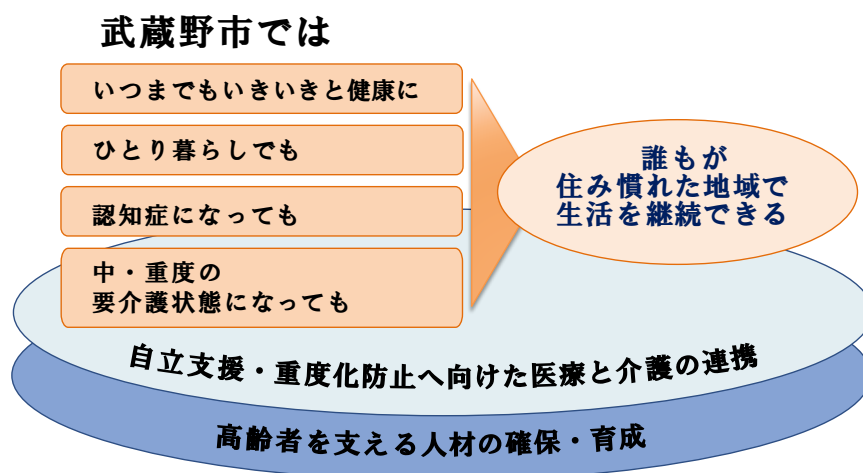 武蔵野市では
いつまでもいきいきと健康に
ひとり暮らしでも
認知症になっても
中・重度の
要介護状態になっても
誰もが
住み慣れた地域で
生活を継続できる
自立支援・重度化防止へ向けた医療と介護の連携
高齢者を支える人材の確保・育成